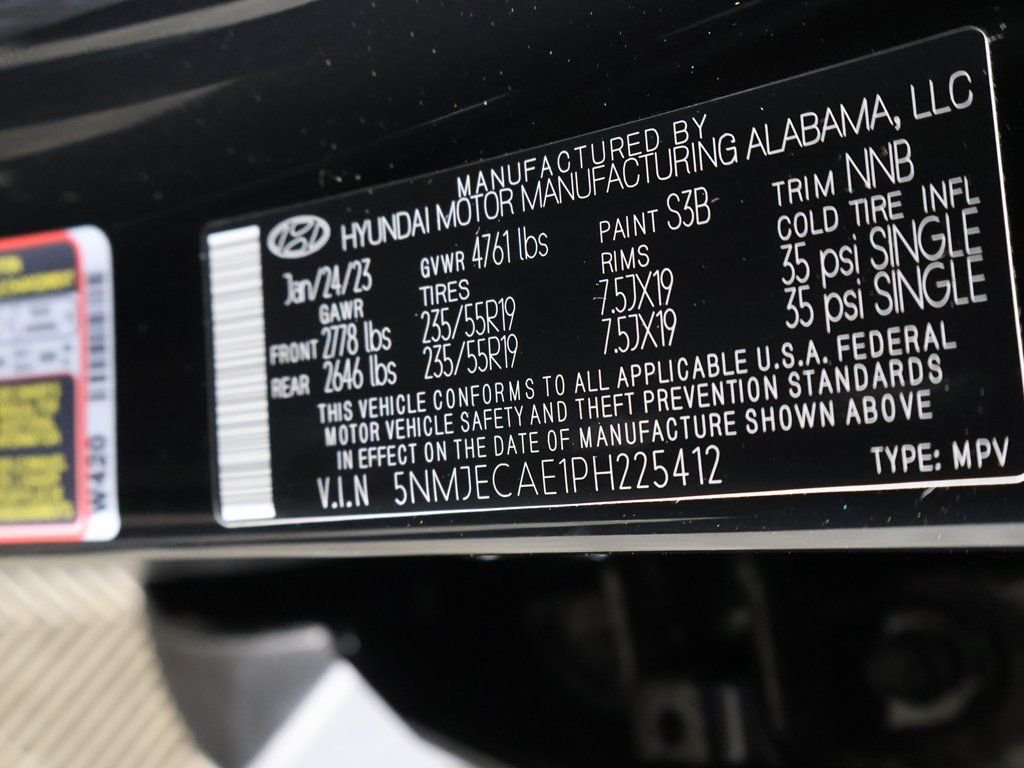 MANUFACTURED BY
HYUNDAI MOTOR MANUFACTURING ALABAMA, LLC
Jan/24/23 GVWR 4761 lbs PAINT S3B TRIM NNB
GAWR TIRES RIMS COLD TIRE INFL
FRONT 2778 lbs 235/55R19 7.5JX19 35 psi SINGLE
REAR 2646 lbs 235/55R19 7.5JX19 35 psi SINGLE
THIS VEHICLE CONFORMS TO ALL APPLICABLE U.S.A. FEDERAL
MOTOR VEHICLE SAFETY AND THEFT PREVENTION STANDARDS
IN EFFECT ON THE DATE OF MANUFACTURE SHOWN ABOVE
V.I.N 5NMJECAE1PH225412 TYPE: MPV
W420